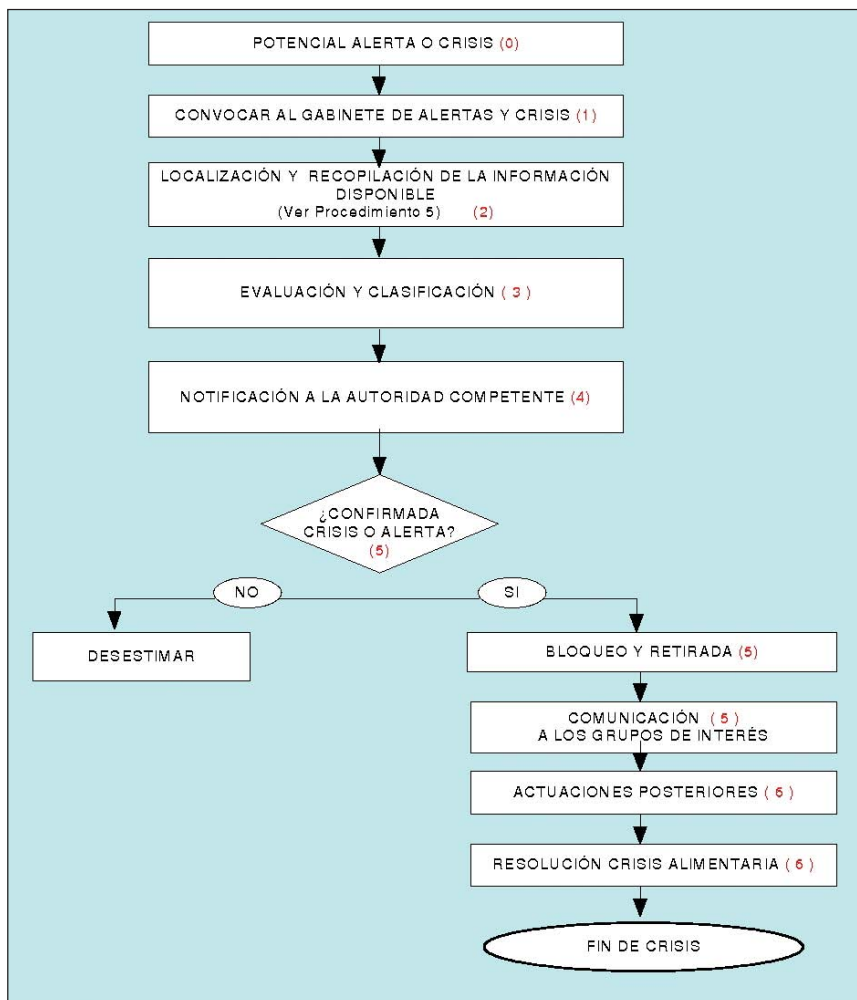 POTENCIAL ALERTA O CRISIS (0)
CONVOCAR AL GABINETE DE ALERTAS Y CRISIS (1)
LOCALIZACIÓN Y RECOPILACIÓN DE LA INFORMACIÓN
DISPONIBLE
(Ver Procedimiento 5) (2)
EVALUACIÓN Y CLASIFICACIÓN ( 3 )
NOTIFICACIÓN A LA AUTORIDAD COMPETENTE (4)
¿CONFIRMADA
CRISIS O ALERTA?
(5)
NO
SI
DESESTIMAR
BLOQUEO Y RETIRADA (5)
COMUNICACIÓN ( 5 )
A LOS GRUPOS DE INTERÉS
ACTUACIONES POSTERIORES ( 6 )
RESOLUCIÓN CRISIS ALIMENTARIA ( 6 )
FIN DE CRISIS